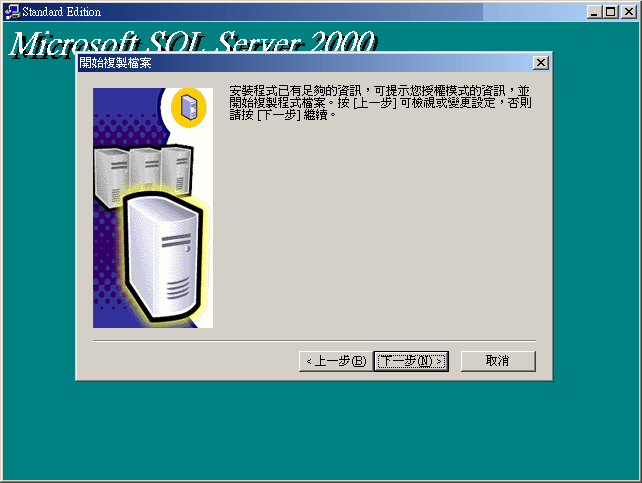 Standard Edition
Microsoft SQL Server 2000
開始複製檔案
安裝程式已有足夠的資訊，可提示您授權模式的資訊，並
開始複製程式檔案。按 [上一步] 可檢視或變更設定，否則
請按 [下一步] 繼續。
< 上一步(B)
下一步(N) >
取消